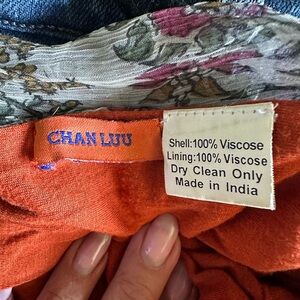 CHAN LUU
Shell:100% Viscose
Lining:100% Viscose
Dry Clean Only
Made in India